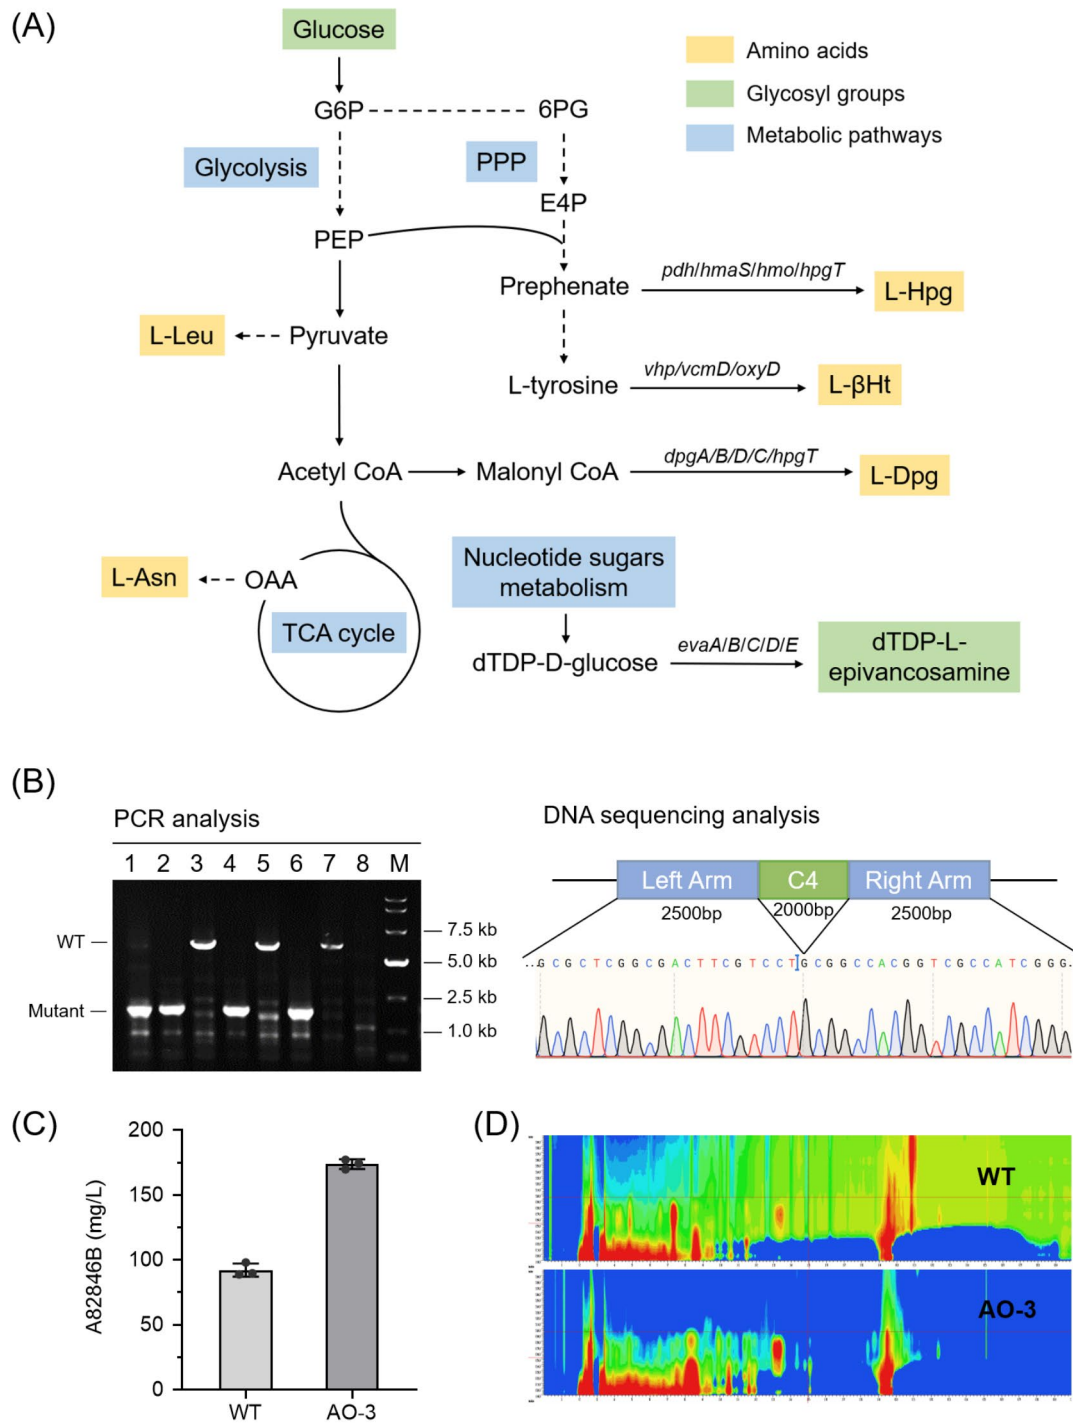 (A)
Glucose
Amino acids
Glycosyl groups
Metabolic pathways
G6P
6PG
Glycolysis
PPP
E4P
PEP
Prephenate
pdh/hmaS/hmo/hpgT
L-Hpg
L-Leu
Pyruvate
L-tyrosine
vhp/vcmD/oxyD
L-βHt
Acetyl CoA
Malonyl CoA
dpgA/B/D/C/hpgT
L-Dpg
L-Asn
OAA
TCA cycle
Nucleotide sugars
metabolism
dTDP-D-glucose
evaA/B/C/D/E
dTDP-L-
epivancosamine
(B)
PCR analysis
1 2 3 4 5 6 7 8 M
WT
Mutant
7.5 kb
5.0 kb
2.5 kb
1.0 kb
DNA sequencing analysis
Left Arm C4 Right Arm
2500bp 2000bp 2500bp
..GCGCTCGGCGACTTCGTCCTGCGGCCACGGTCGCCATCGGG..
(C)
A82846B (mg/L)
200
150
100
50
0
WT AO-3
(D)
WT
AO-3